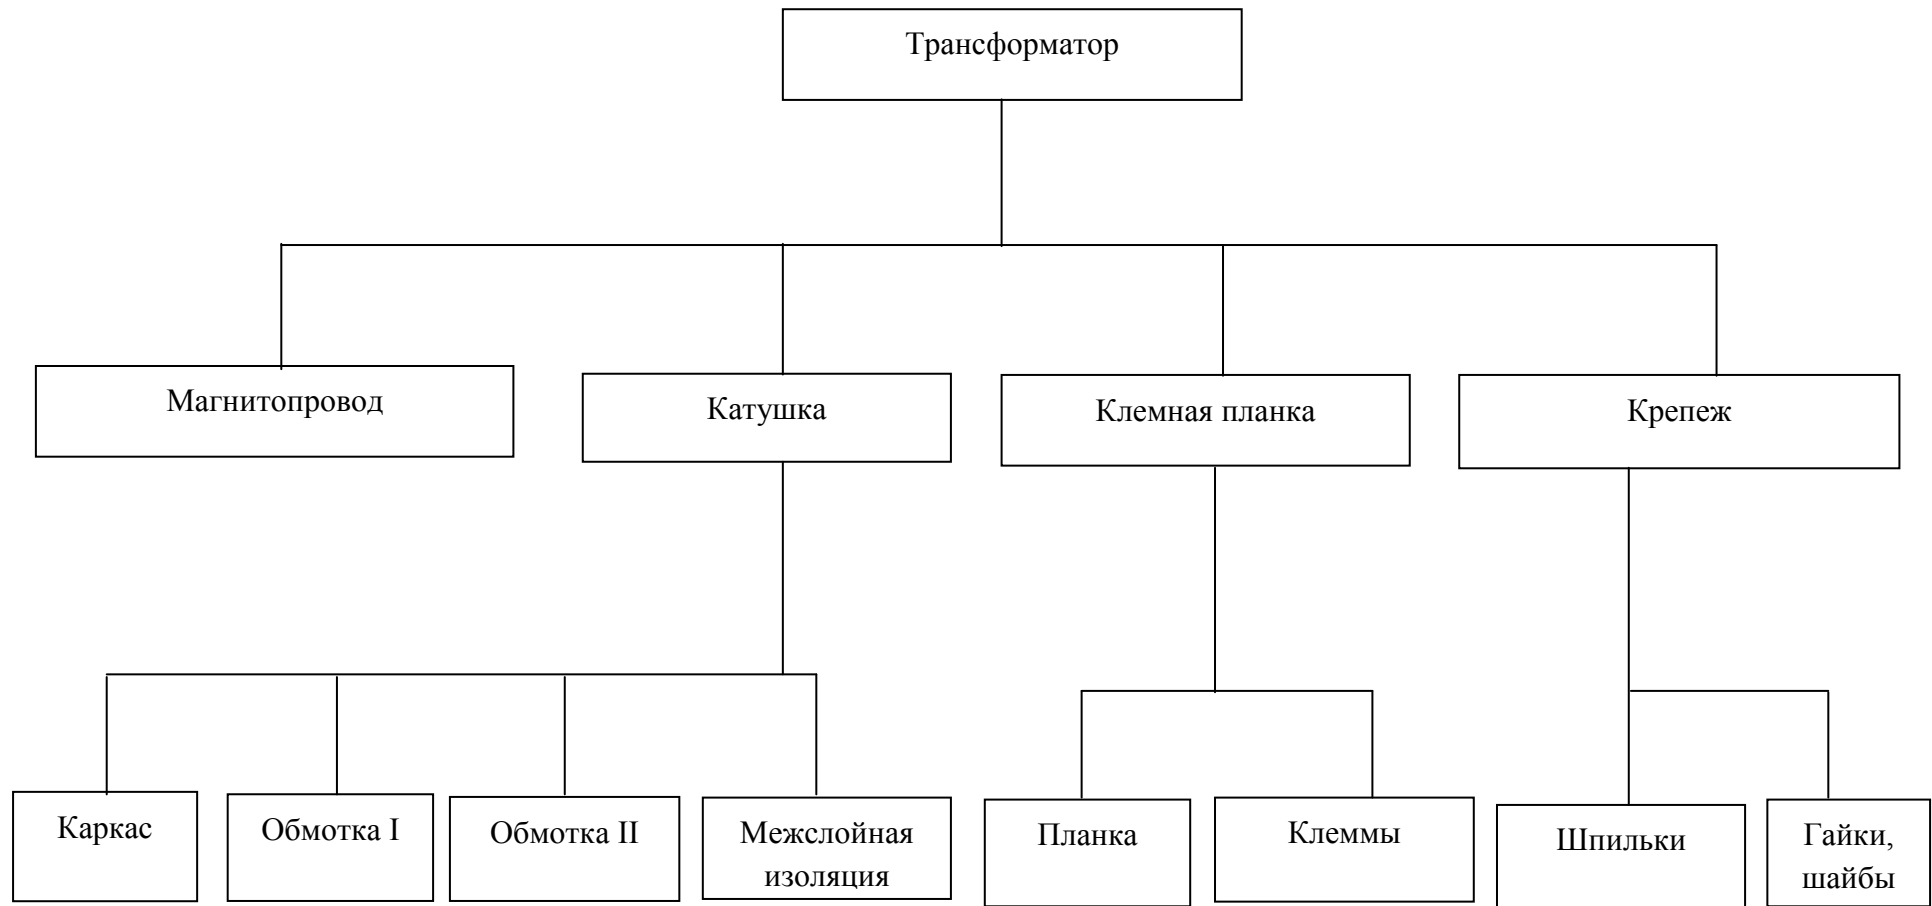 Трансформатор
Магнитопровод
Катушка
Клемная планка
Крепеж
Каркас
Обмотка I
Обмотка II
Межслойная
изоляция
Планка
Клеммы
Шпильки
Гайки,
шайбы